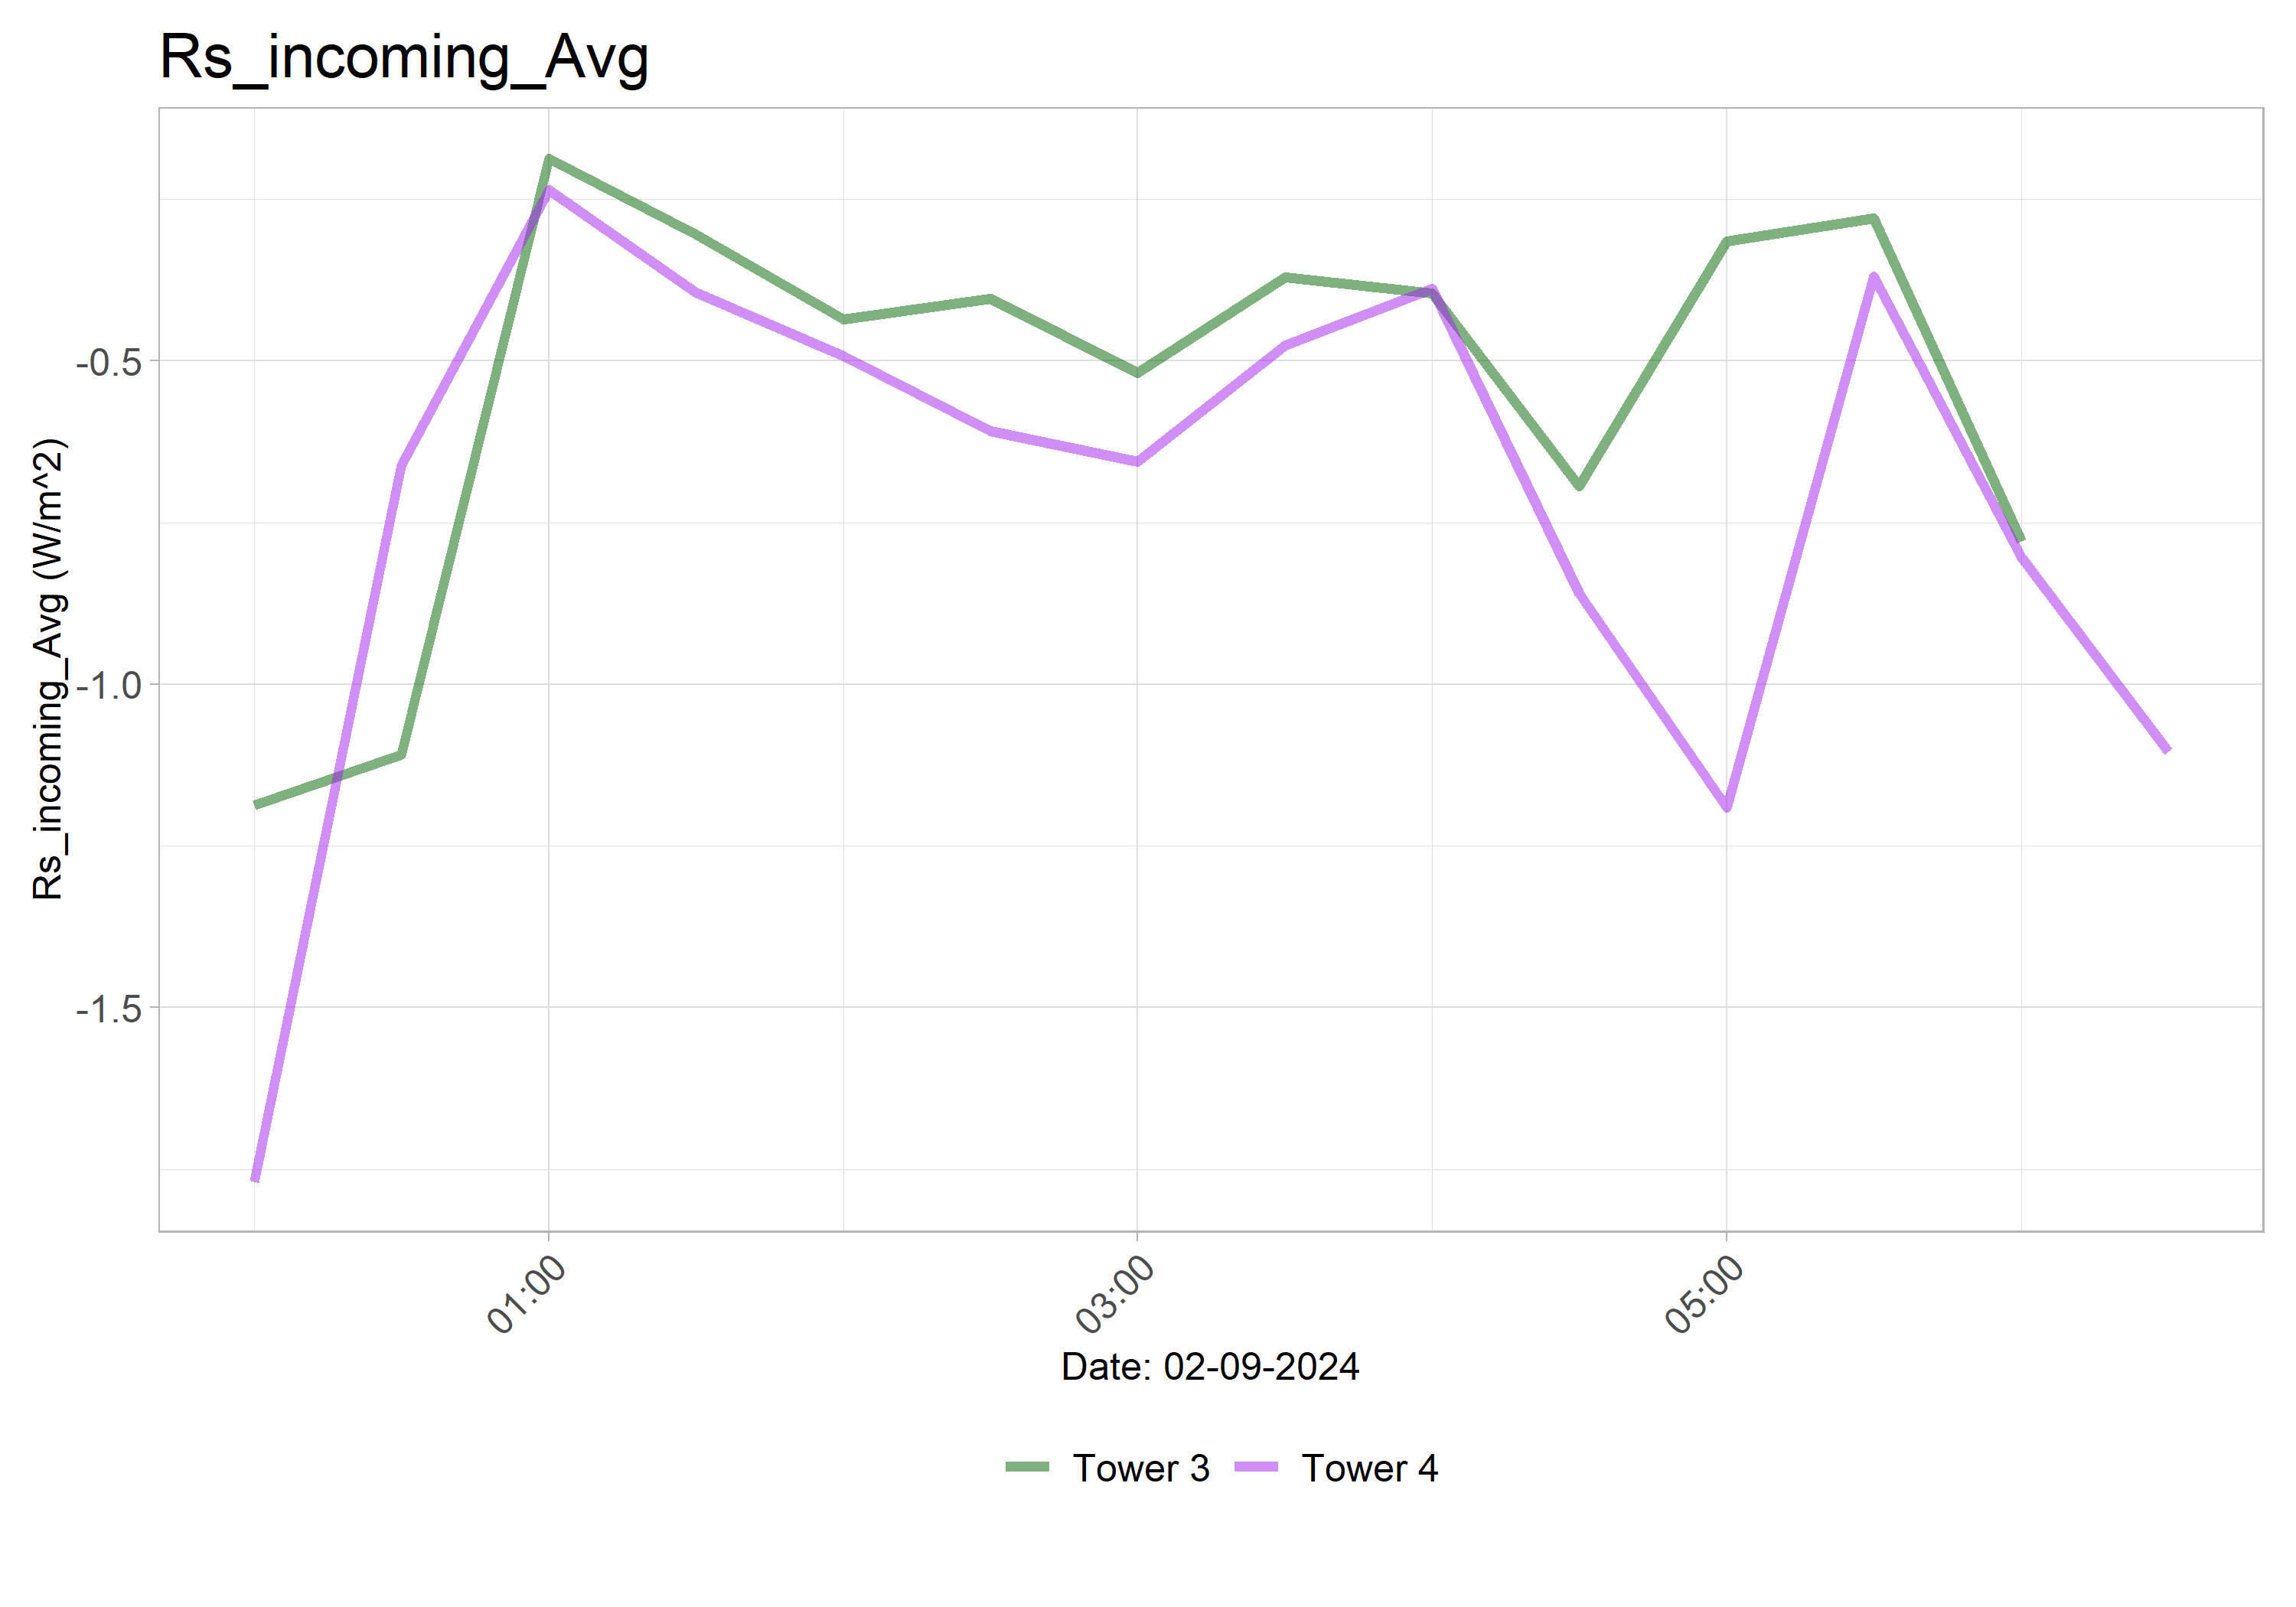 Rs_incoming_Avg
Rs_incoming_Avg (W/m^2)
-0.5
-1.0
-1.5
01:00
03:00
05:00
Date: 02-09-2024
Tower 3
Tower 4